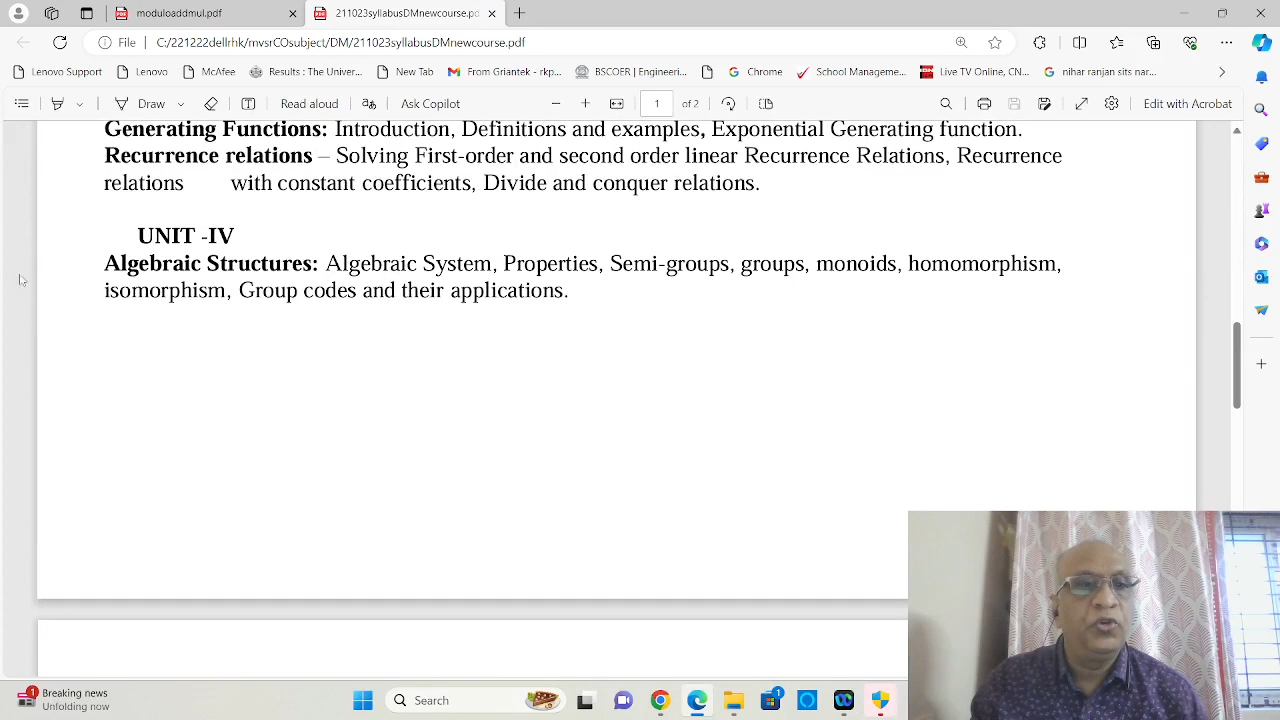 moduloaddmul.pdf
211023syllabusDMnewcourse.pd
File
C:/221222dellrhk/mvsrCOsubject/DM/211023syllabusDMnewcourse.pdf
Lenovo Support
Lenovo
McAfee
Results : The Univer...
New Tab
From Griantek - rkp...
BSCOER | Engineeri...
Chrome
School Manageme...
Live TV Online, CN...
nihar ranjan sits nar...
Draw
Read aloud
Ask Copilot
1
of 2
Edit with Acrobat
Generating Functions: Introduction, Definitions and examples, Exponential Generating function.
Recurrence relations – Solving First-order and second order linear Recurrence Relations, Recurrence
relations with constant coefficients, Divide and conquer relations.
UNIT -IV
Algebraic Structures: Algebraic System, Properties, Semi-groups, groups, monoids, homomorphism,
isomorphism, Group codes and their applications.
1
Breaking news
Unfolding now
Search
1